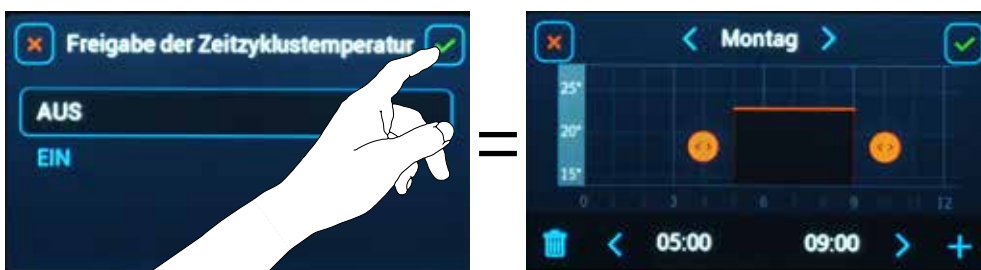 Freigabe der Zeitzyklustemperatur
AUS
EIN
=
Montag
25°
20°
15°
0 3 6 9 12
05:00 09:00